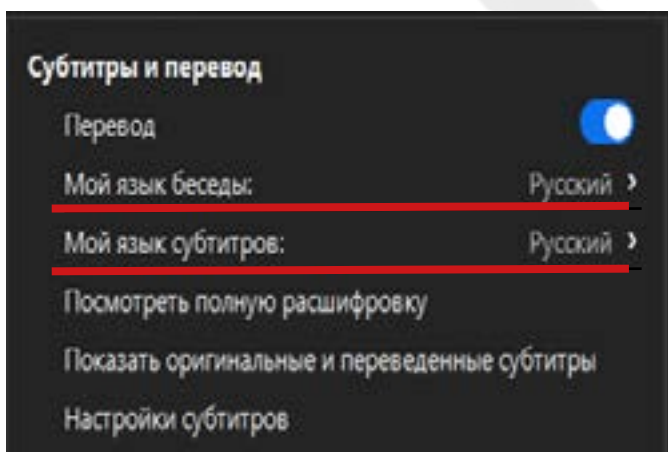 Субтитры и перевод
Перевод
Мой язык беседы: Русский
Мой язык субтитров: Русский
Посмотреть полную расшифровку
Показать оригинальные и переведенные субтитры
Настройки субтитров